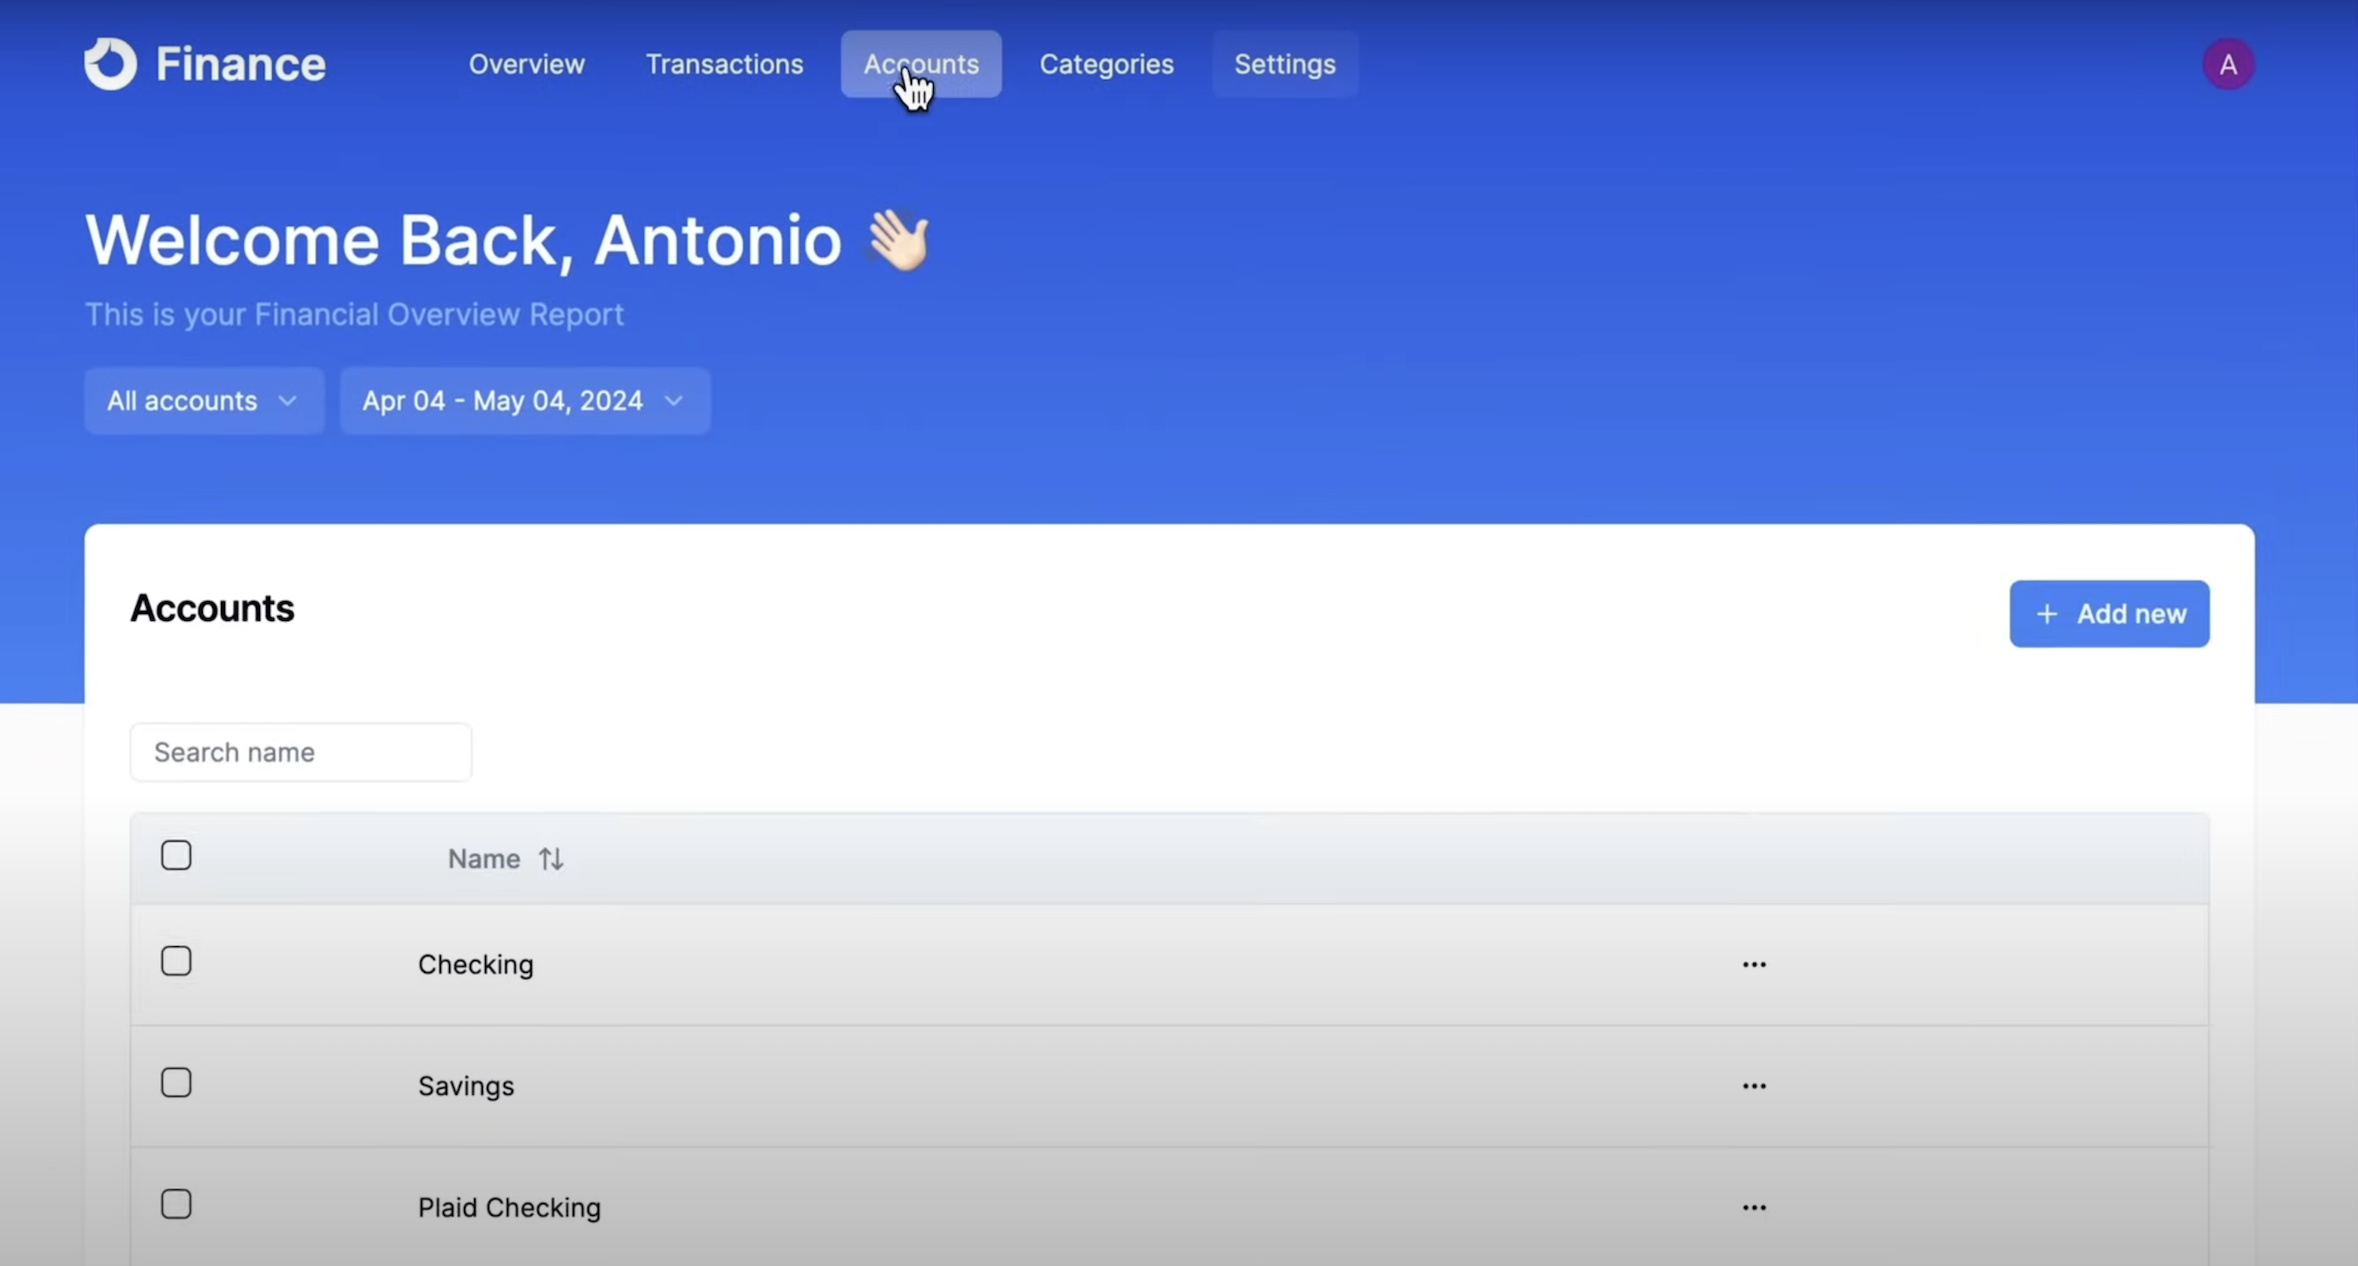 Finance
Overview
Transactions
Accounts
Categories
Settings
A
Welcome Back, Antonio 👋🏻
This is your Financial Overview Report
All accounts
Apr 04 - May 04, 2024
Accounts
+ Add new
Search name
Name
Checking
...
Savings
...
Plaid Checking
...